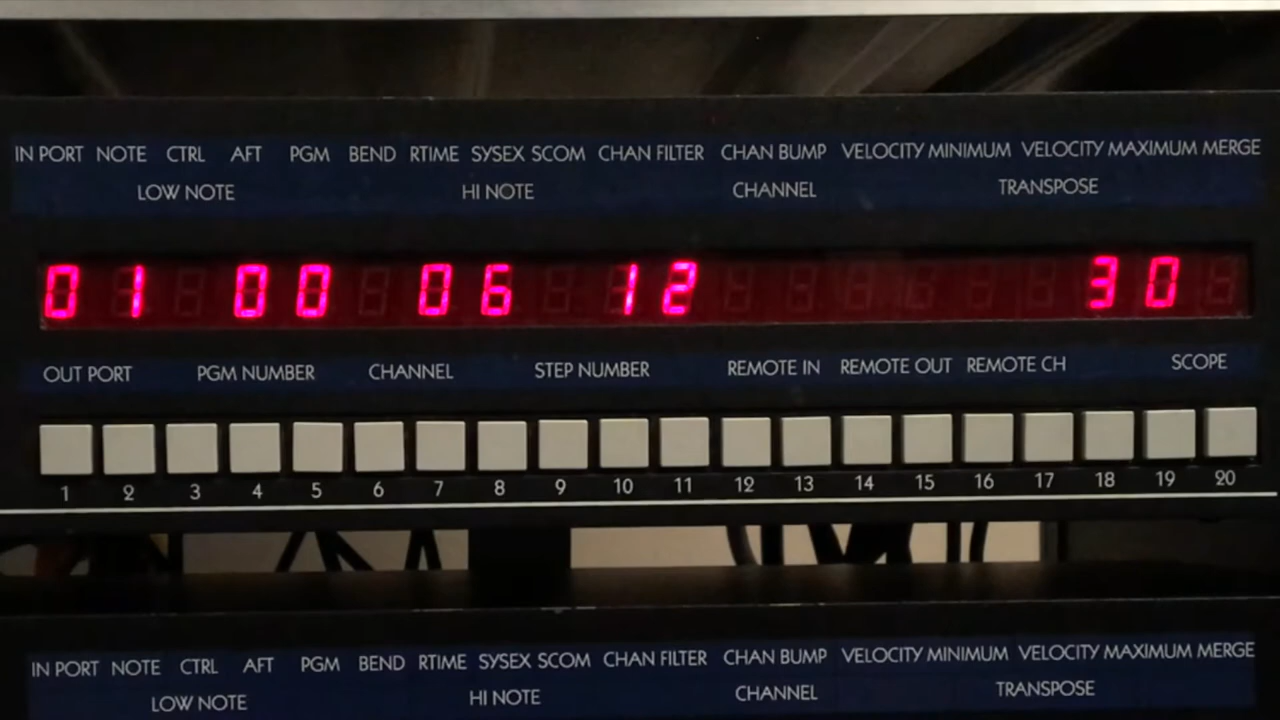 IN PORT NOTE CTRL AFT PGM BEND RTIME SYSEX SCOM CHAN FILTER CHAN BUMP VELOCITY MINIMUM VELOCITY MAXIMUM MERGE
LOW NOTE HI NOTE CHANNEL TRANSPOSE
01 00 06 12 30
OUT PORT PGM NUMBER CHANNEL STEP NUMBER REMOTE IN REMOTE OUT REMOTE CH SCOPE
1 2 3 4 5 6 7 8 9 10 11 12 13 14 15 16 17 18 19 20
IN PORT NOTE CTRL AFT PGM BEND RTIME SYSEX SCOM CHAN FILTER CHAN BUMP VELOCITY MINIMUM VELOCITY MAXIMUM MERGE
LOW NOTE HI NOTE CHANNEL TRANSPOSE